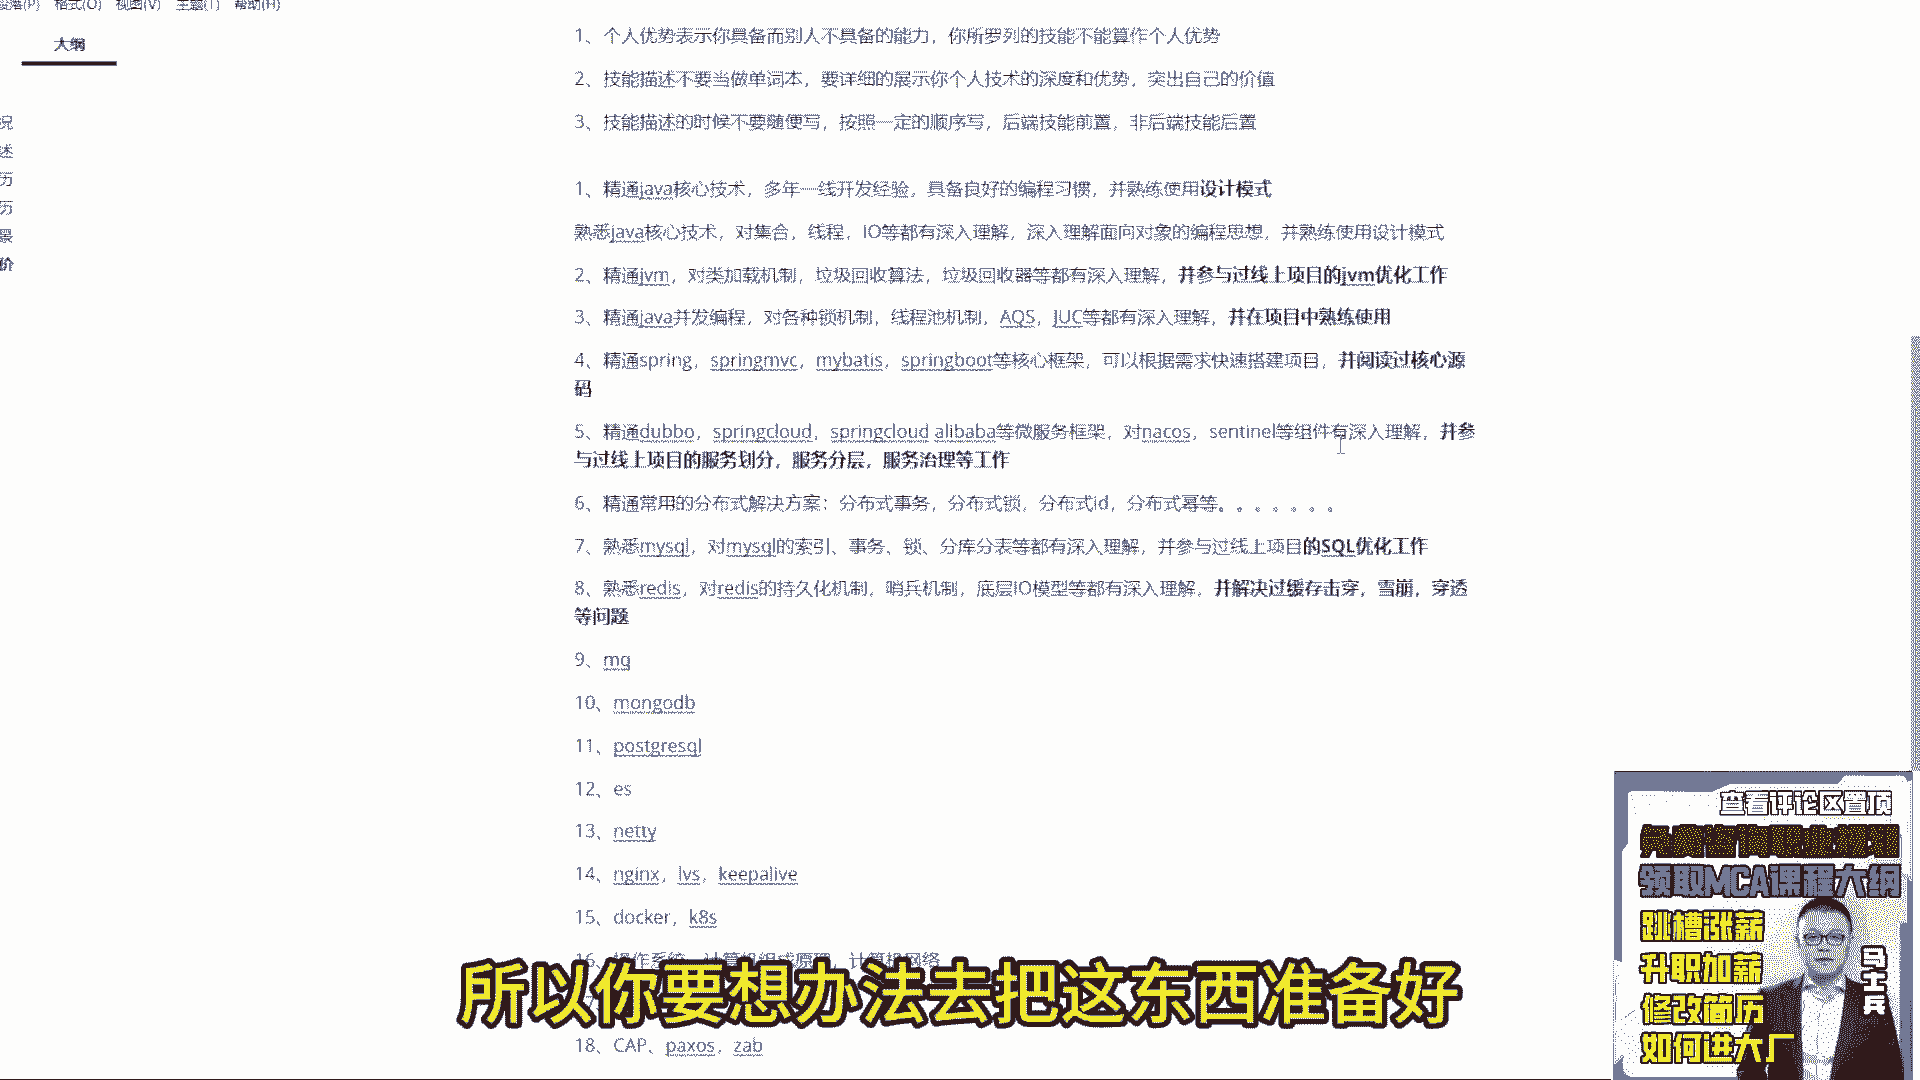 段落(P) 格式(O) 视图(V) 主题(T) 帮助(H)
大纲
况
述
历
历
景
价
1、个人优势表示你具备而别人不具备的能力，你所罗列的技能不能算作个人优势
2、技能描述不要当做单词本，要详细的展示你个人技术的深度和优势，突出自己的价值
3、技能描述的时候不要随便写，按照一定的顺序写，后端技能前置，非后端技能后置
1、精通java核心技术，多年一线开发经验，具备良好的编程习惯，并熟练使用设计模式
熟悉java核心技术，对集合，线程，IO等都有深入理解，深入理解面向对象的编程思想，并熟练使用设计模式
2、精通jvm，对类加载机制，垃圾回收算法，垃圾回收器等都有深入理解，并参与过线上项目的jvm优化工作
3、精通java并发编程，对各种锁机制，线程池机制，AQS，JUC等都有深入理解，并在项目中熟练使用
4、精通spring，springmvc，mybatis，springboot等核心框架，可以根据需求快速搭建项目，并阅读过核心源
码
5、精通dubbo，springcloud，springcloud alibaba等微服务框架，对nacos，sentinel等组件有深入理解，并参
与过线上项目的服务划分，服务分层，服务治理等工作
6、精通常用的分布式解决方案：分布式事务，分布式锁，分布式id，分布式幂等。。。。。。。
7、熟悉mysql，对mysql的索引、事务、锁、分库分表等都有深入理解，并参与过线上项目的SQL优化工作
8、熟悉redis，对redis的持久化机制，哨兵机制，底层IO模型等都有深入理解，并解决过缓存击穿，雪崩，穿透
等问题
9、mq
10、mongodb
11、postgresql
12、es
13、netty
14、nginx，lvs，keepalive
15、docker，k8s
16、操作系统，计算机组成原理，计算机网络
所以你要想办法去把这东西准备好
18、CAP、paxos，zab
查看评论区置顶
领取MCA课程大纲
跳槽涨薪
升职加薪
修改简历
如何进大厂
马士兵